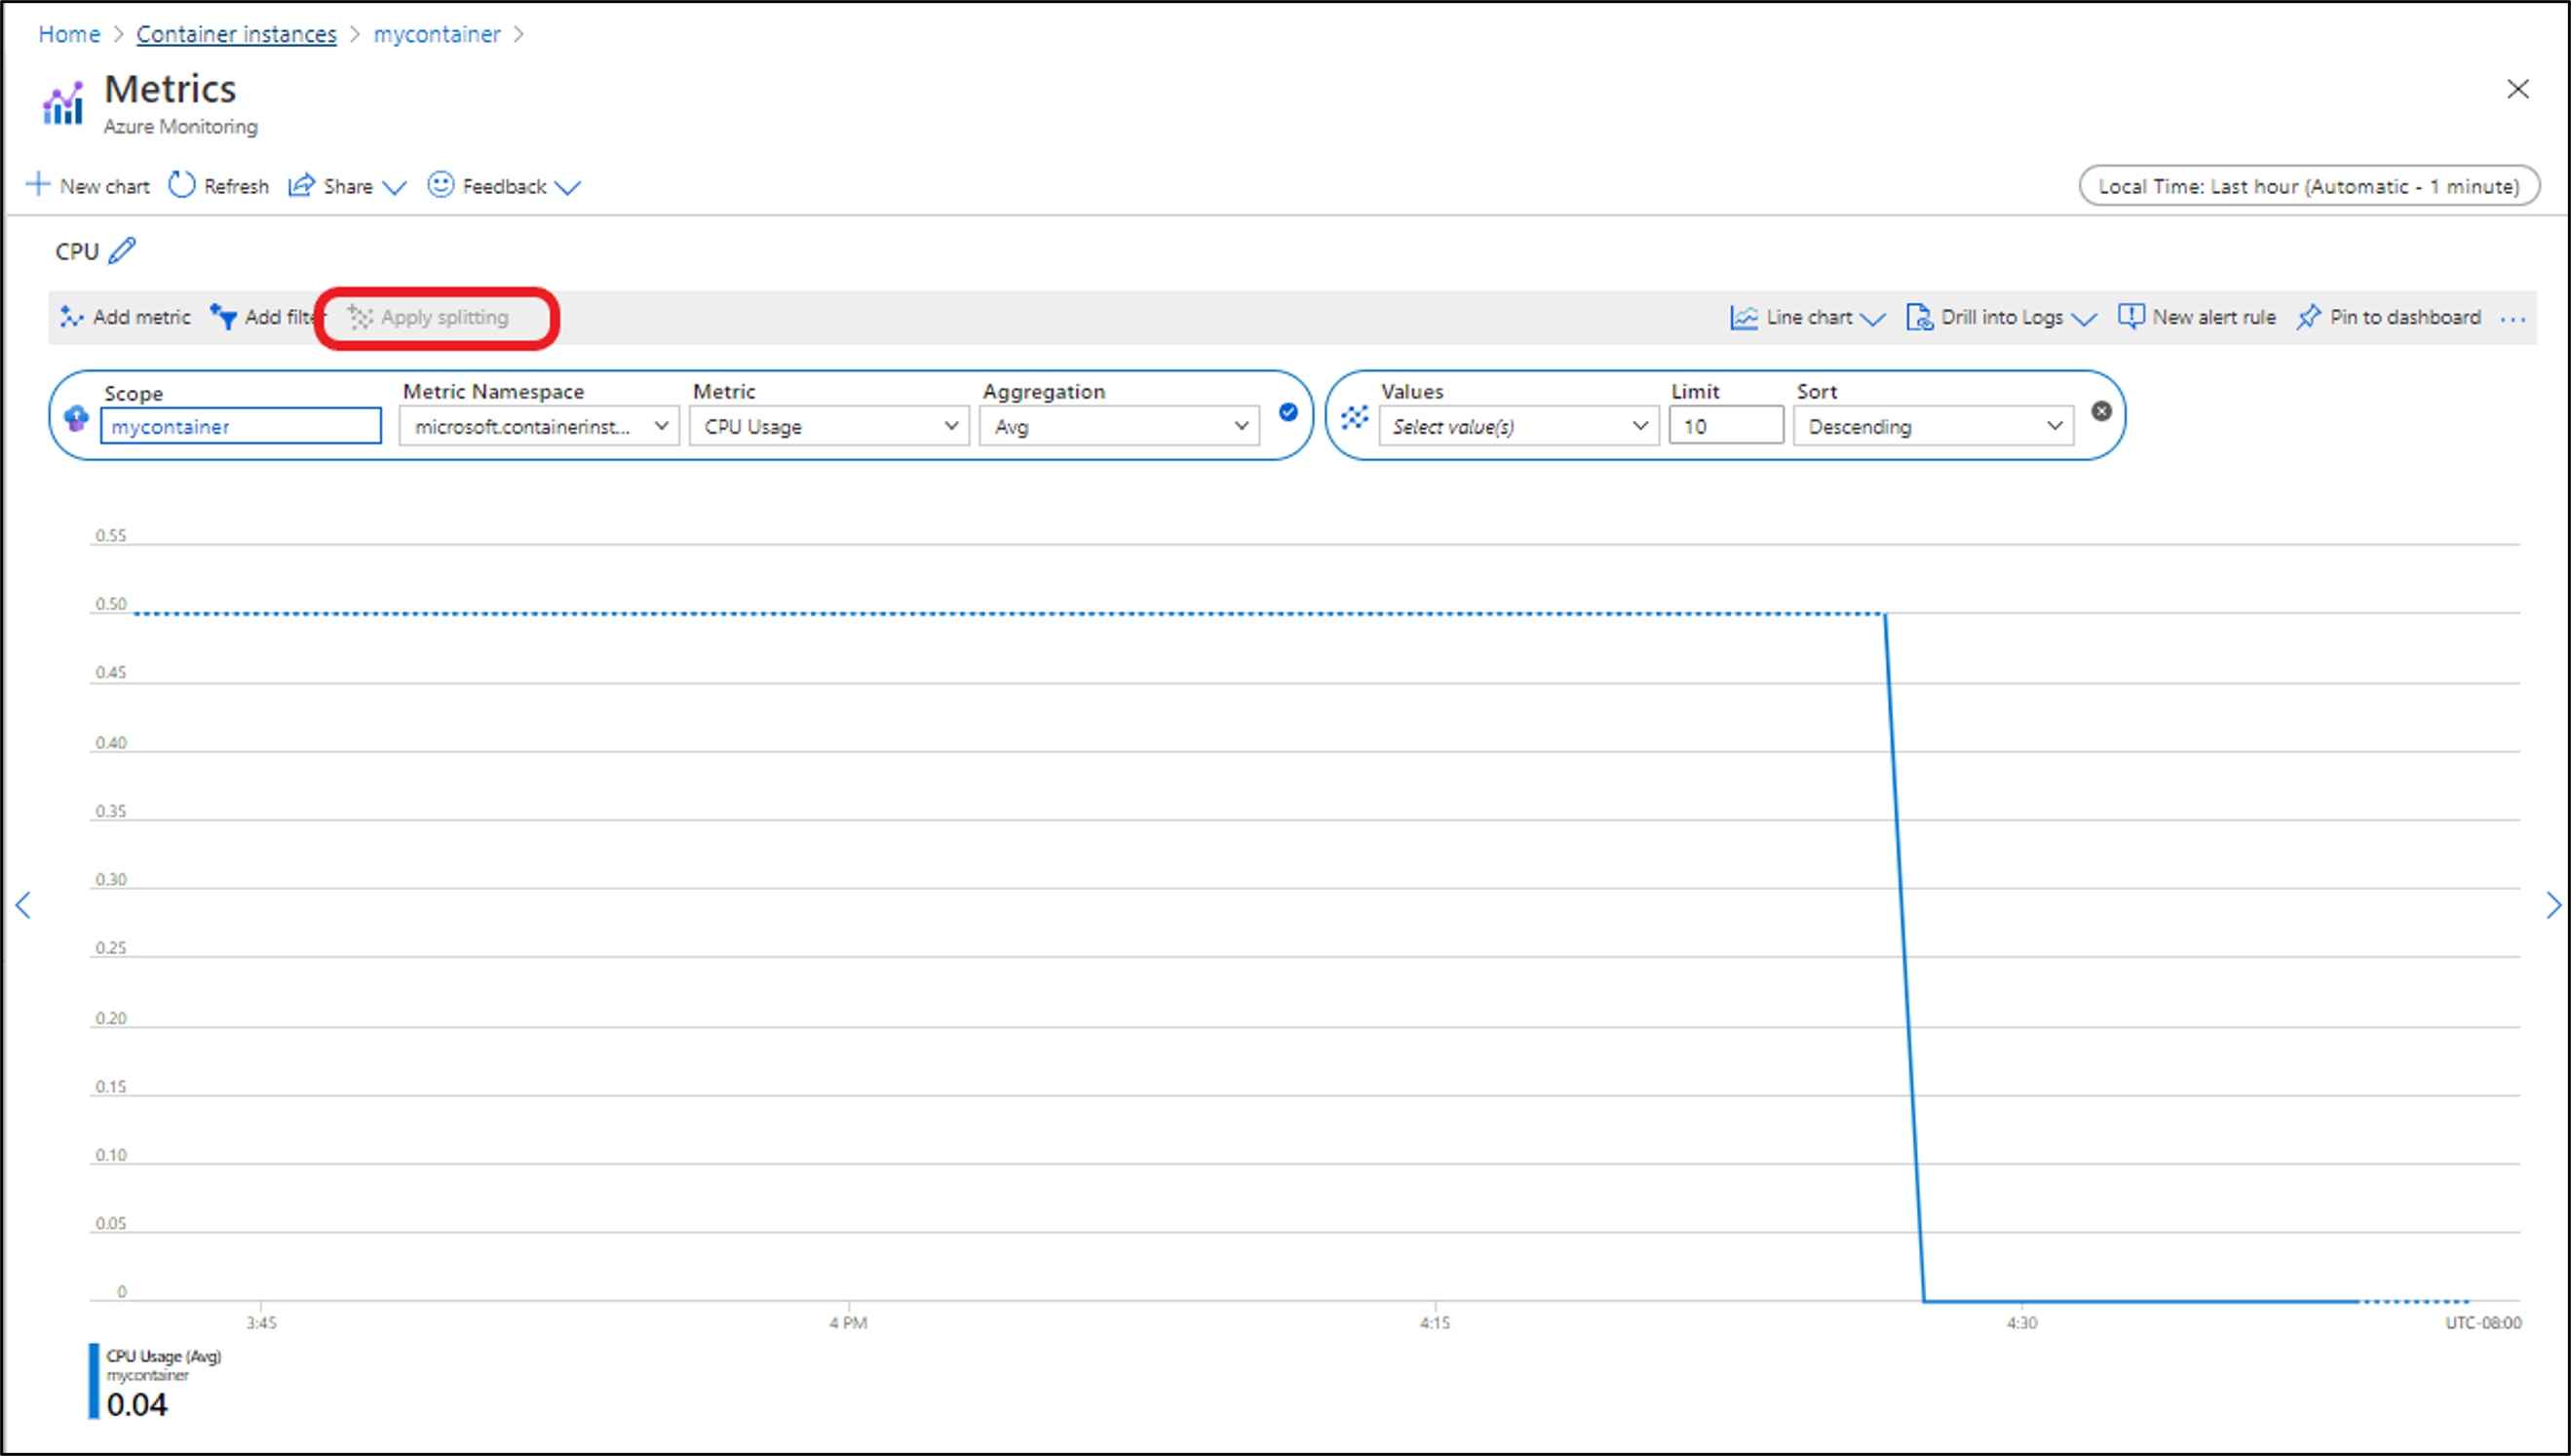 Home > Container instances > mycontainer >
Metrics
Azure Monitoring
New chart Refresh Share Feedback
Local Time: Last hour (Automatic - 1 minute)
CPU
Add metric Add filter Apply splitting
Line chart Drill into Logs New alert rule Pin to dashboard ...
Scope Metric Namespace Metric Aggregation
mycontainer microsoft.containerinst... CPU Usage Avg
Values Limit Sort
Select value(s) 10 Descending
0.55
0.50
0.45
0.40
0.35
0.30
0.25
0.20
0.15
0.10
0.05
0
3:45 4 PM 4:15 4:30 UTC-08:00
CPU Usage (Avg)
mycontainer
0.04